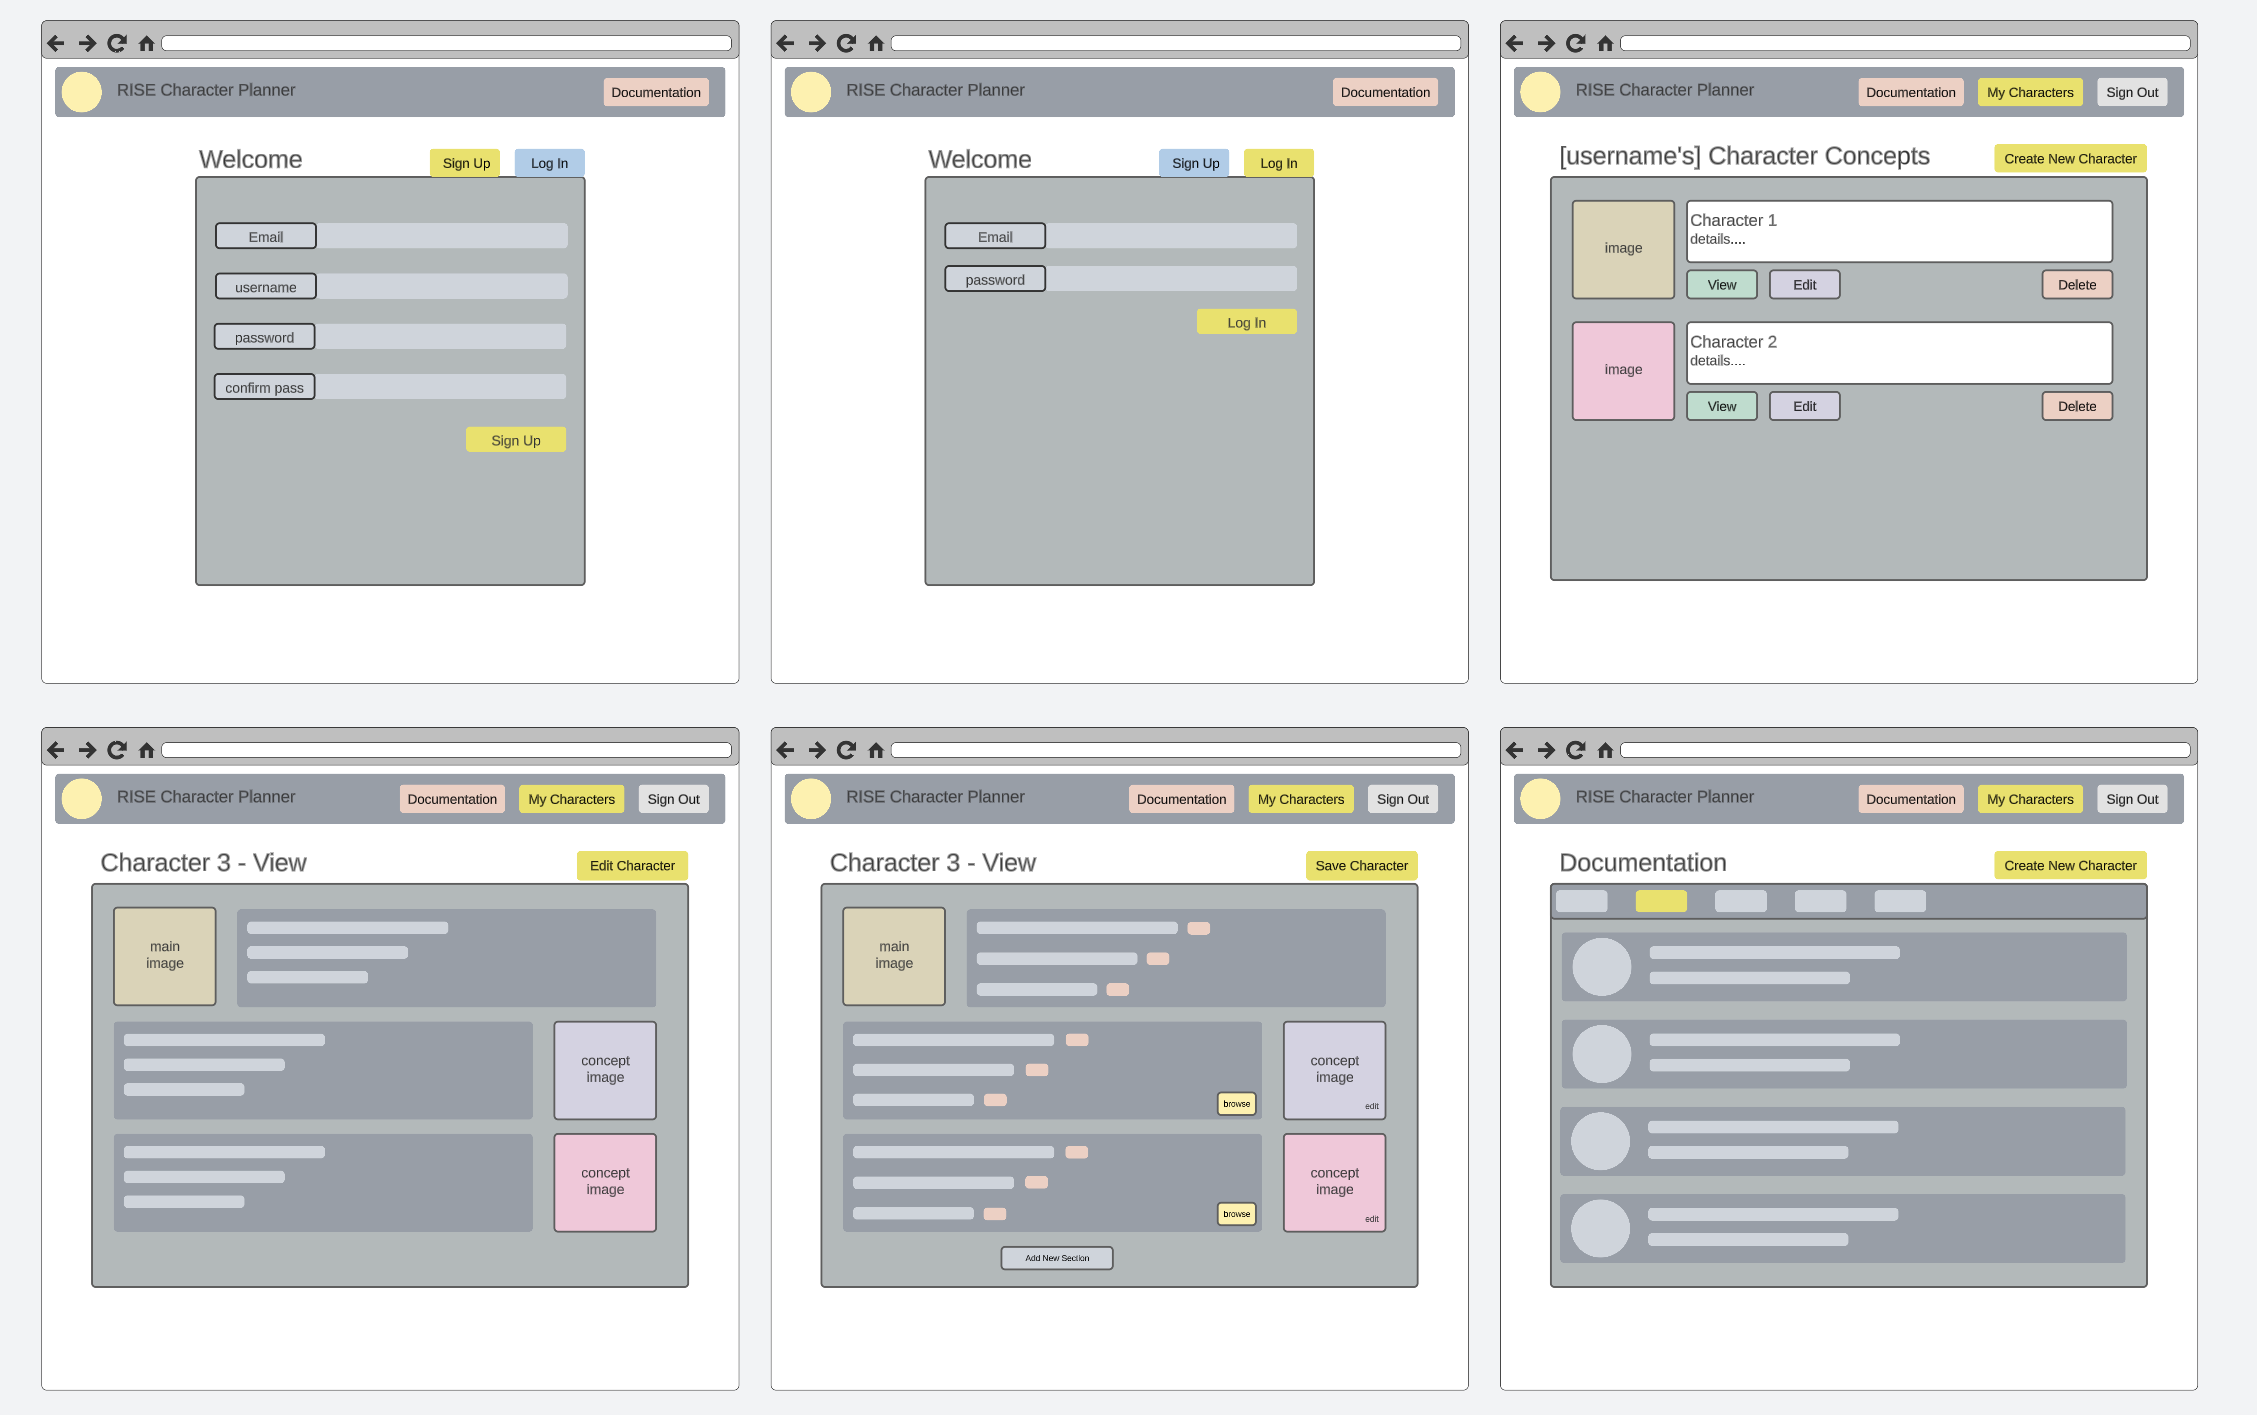 RISE Character Planner
Documentation
Welcome
Sign Up
Log In
Email
username
password
confirm pass
Sign Up
RISE Character Planner
Documentation
Welcome
Sign Up
Log In
Email
password
Log In
RISE Character Planner
Documentation
My Characters
Sign Out
[username's] Character Concepts
Create New Character
image
Character 1
details....
View
Edit
Delete
image
Character 2
details....
View
Edit
Delete
RISE Character Planner
Documentation
My Characters
Sign Out
Character 3 - View
Edit Character
main
image
concept
image
concept
image
RISE Character Planner
Documentation
My Characters
Sign Out
Character 3 - View
Save Character
main
image
browse
concept
image
edit
browse
concept
image
edit
Add New Section
RISE Character Planner
Documentation
My Characters
Sign Out
Documentation
Create New Character